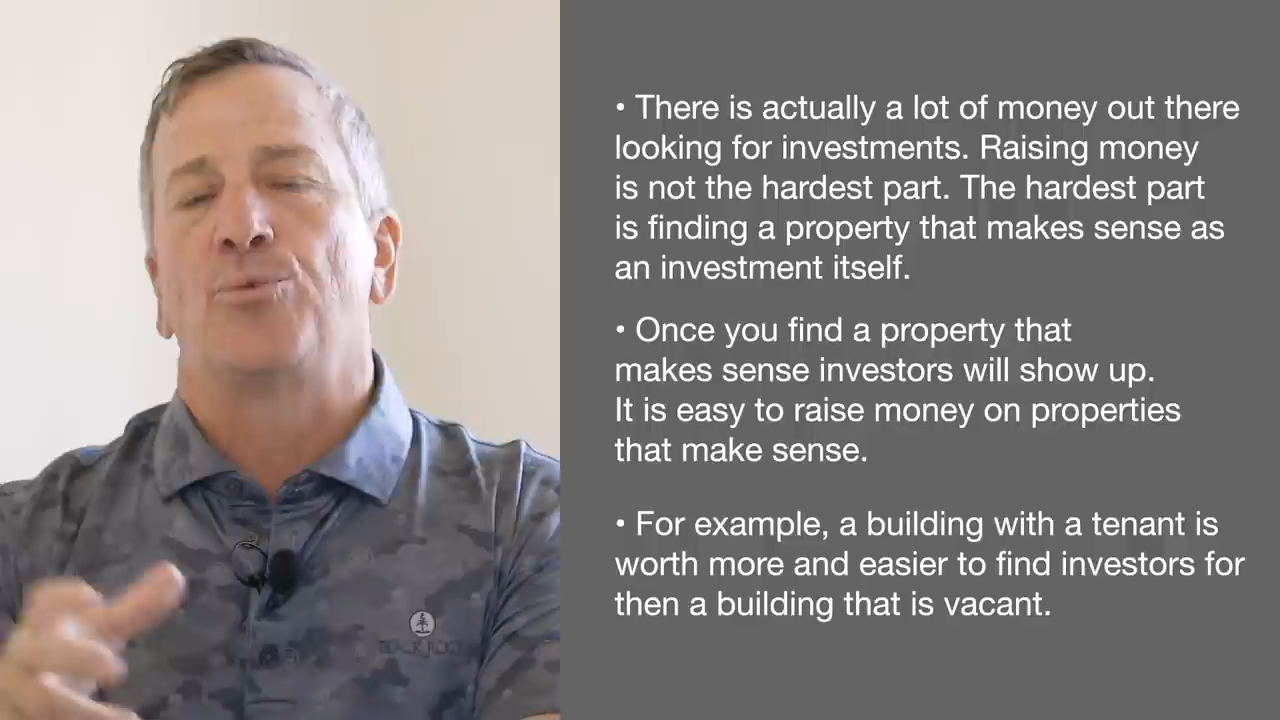 • There is actually a lot of money out there
looking for investments. Raising money
is not the hardest part. The hardest part
is finding a property that makes sense as
an investment itself.
• Once you find a property that
makes sense investors will show up.
It is easy to raise money on properties
that make sense.
• For example, a building with a tenant is
worth more and easier to find investors for
then a building that is vacant.